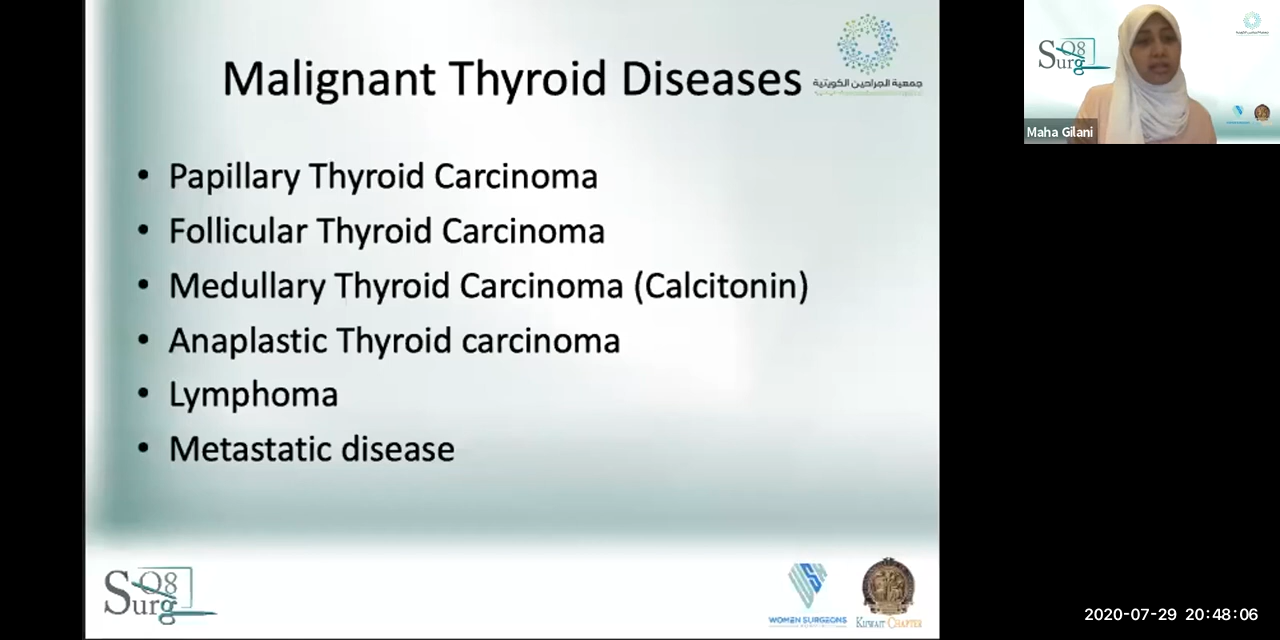 Malignant Thyroid Diseases
جمعية الجراحين الكويتية
• Papillary Thyroid Carcinoma
• Follicular Thyroid Carcinoma
• Medullary Thyroid Carcinoma (Calcitonin)
• Anaplastic Thyroid carcinoma
• Lymphoma
• Metastatic disease
Q8
Surg
WOMEN SURGEONS
KUWAIT CHAPTER
Q8
Surg
Maha Gilani
2020-07-29 20:48:06